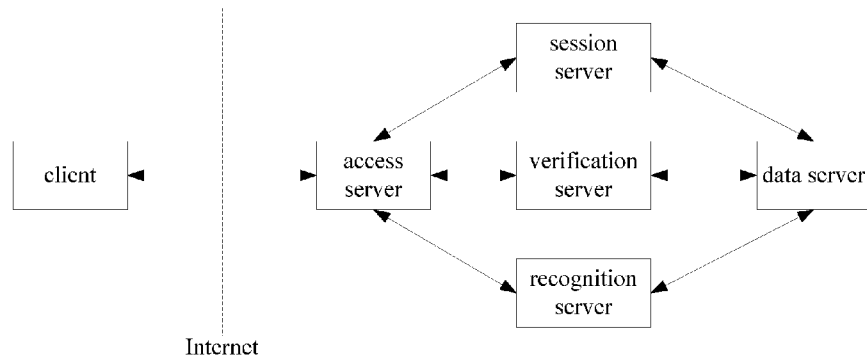 session
server
client
access
server
verification
server
data server
recognition
server
Internet